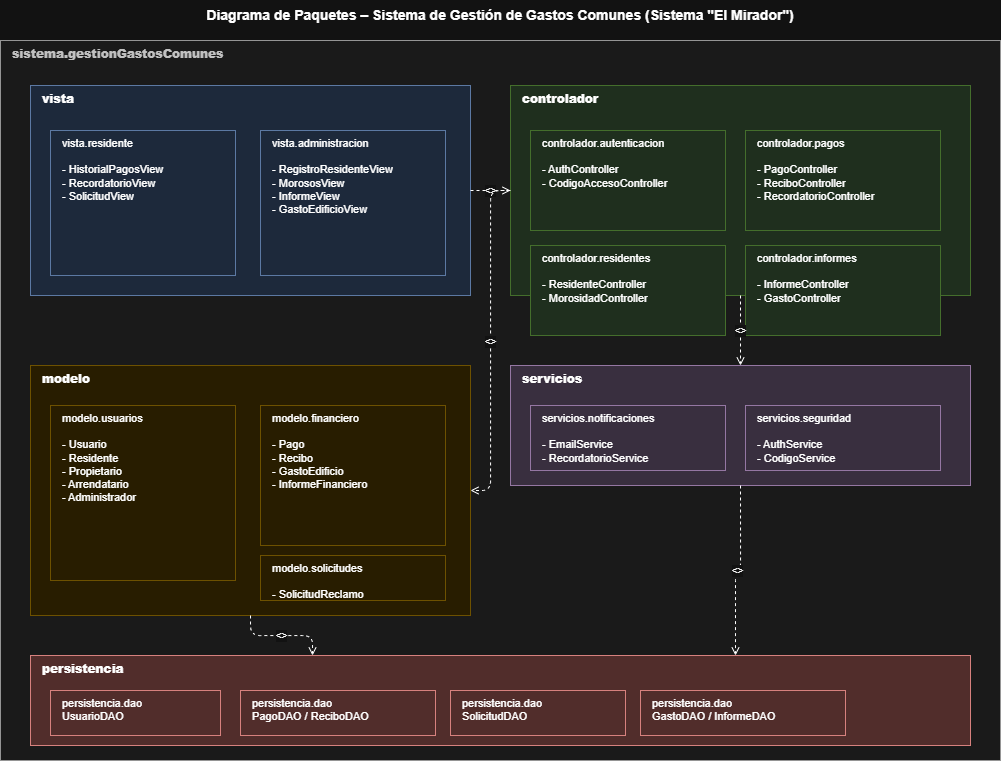 Diagrama de Paquetes – Sistema de Gestión de Gastos Comunes (Sistema "El Mirador")
sistema.gestionGastosComunes
vista
vista.residente
- HistorialPagosView
- RecordatorioView
- SolicitudView
vista.administracion
- RegistroResidenteView
- MorososView
- InformeView
- GastoEdificioView
controlador
controlador.autenticacion
- AuthController
- CodigoAccesoController
controlador.pagos
- PagoController
- ReciboController
- RecordatorioController
controlador.residentes
- ResidenteController
- MorosidadController
controlador.informes
- InformeController
- GastoController
modelo
modelo.usuarios
- Usuario
- Residente
- Propietario
- Arrendatario
- Administrador
modelo.financiero
- Pago
- Recibo
- GastoEdificio
- InformeFinanciero
modelo.solicitudes
- SolicitudReclamo
servicios
servicios.notificaciones
- EmailService
- RecordatorioService
servicios.seguridad
- AuthService
- CodigoService
persistencia
persistencia.dao
UsuarioDAO
persistencia.dao
PagoDAO / ReciboDAO
persistencia.dao
SolicitudDAO
persistencia.dao
GastoDAO / InformeDAO